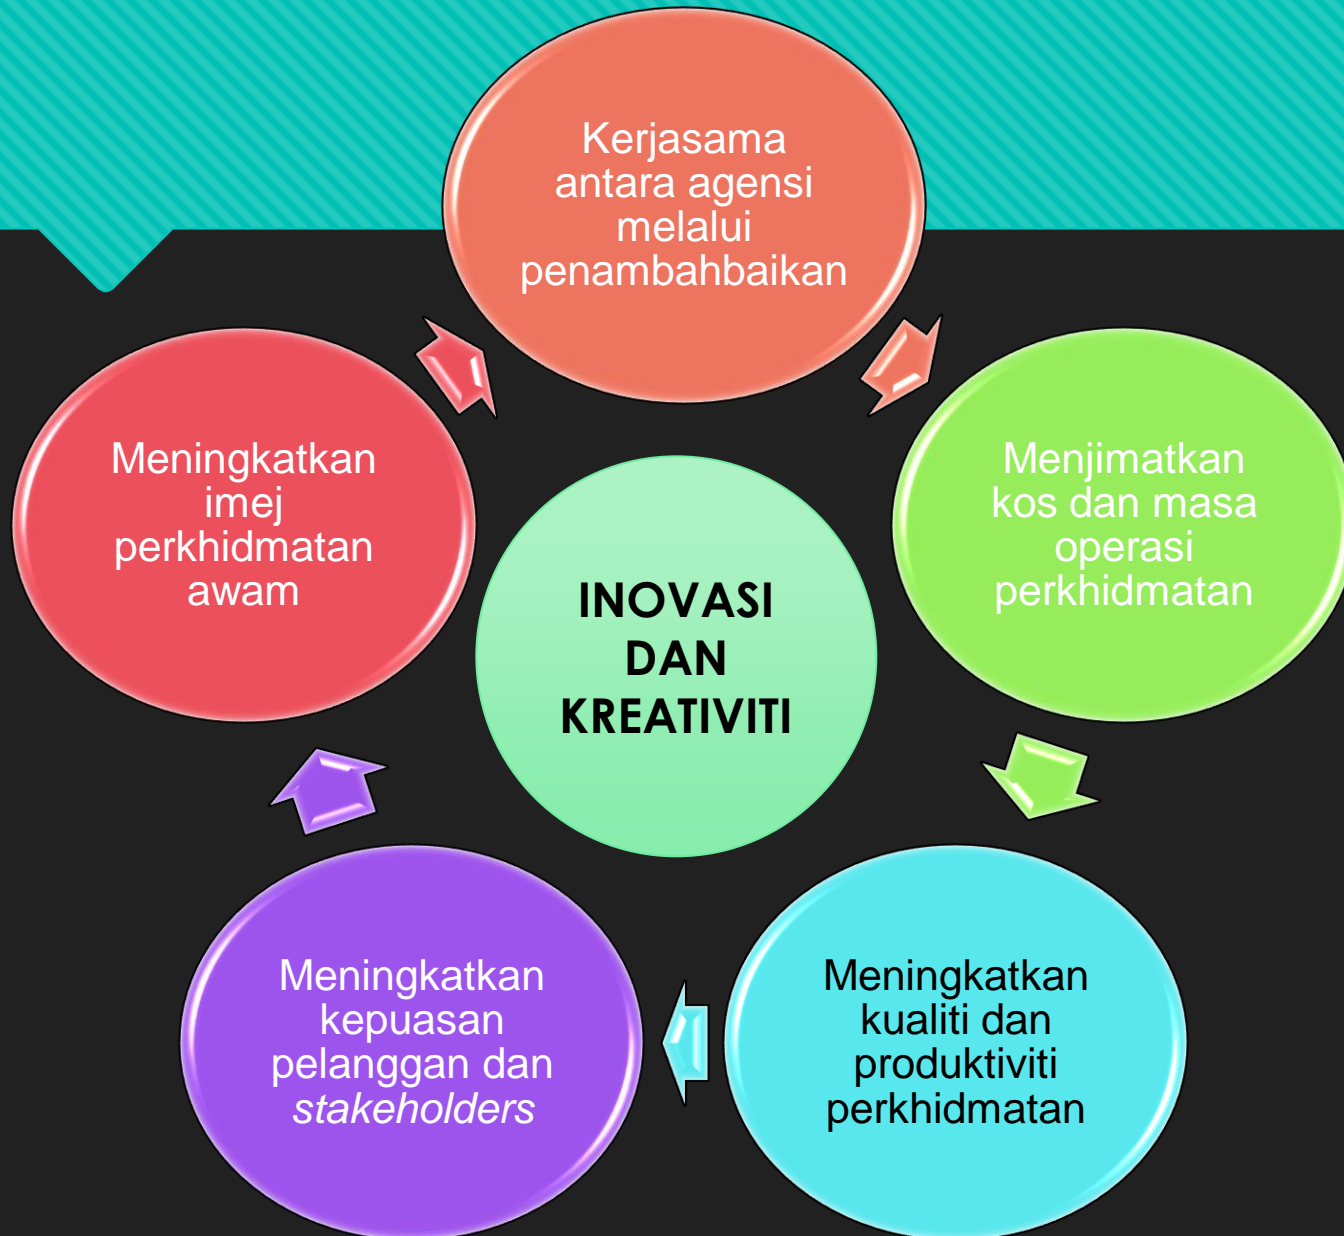 Kerjasama
antara agensi
melalui
penambahbaikan
Menjimatkan
kos dan masa
operasi
perkhidmatan
Meningkatkan
kualiti dan
produktiviti
perkhidmatan
Meningkatkan
kepuasan
pelanggan dan
stakeholders
Meningkatkan
imej
perkhidmatan
awam
INOVASI
DAN
KREATIVITI